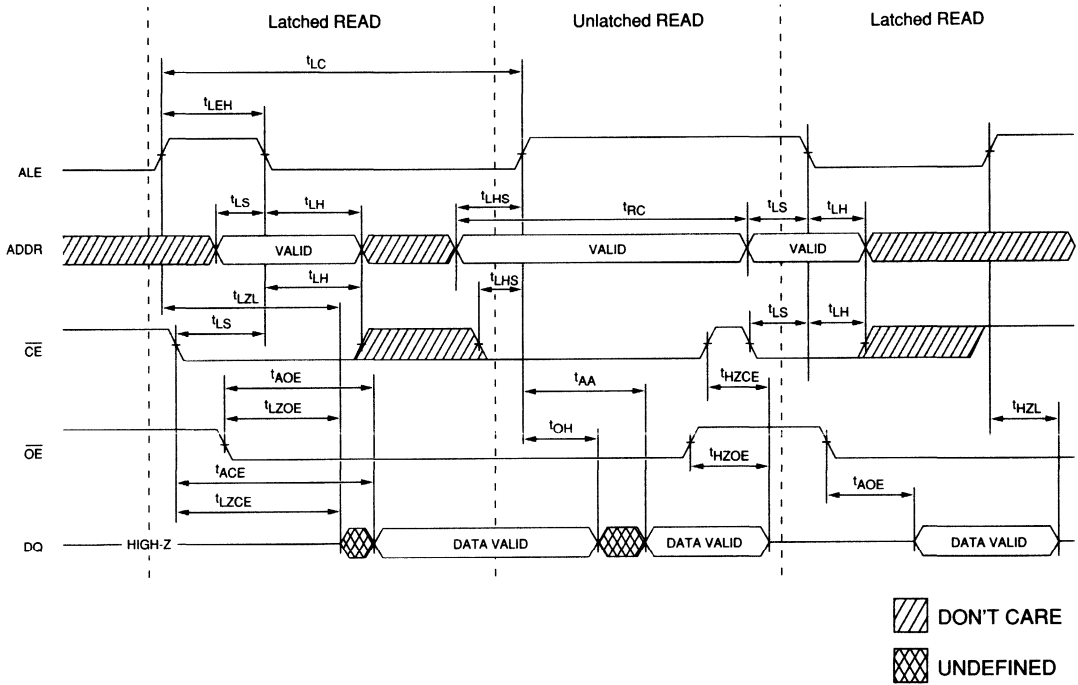 Latched READ Unlatched READ Latched READ
tLC
tLEH
ALE
tLS tLH tLHS tRC tLS tLH
ADDR VALID VALID VALID
tLH tLHS
tLZL
tLS tLS tLH
CE
tAOE tAA tHZCE
tLZOE tHZL
tOH
OE
tHZOE
tACE
tAOE
tLZCE
DQ HIGH-Z DATA VALID DATA VALID DATA VALID
DON'T CARE
UNDEFINED